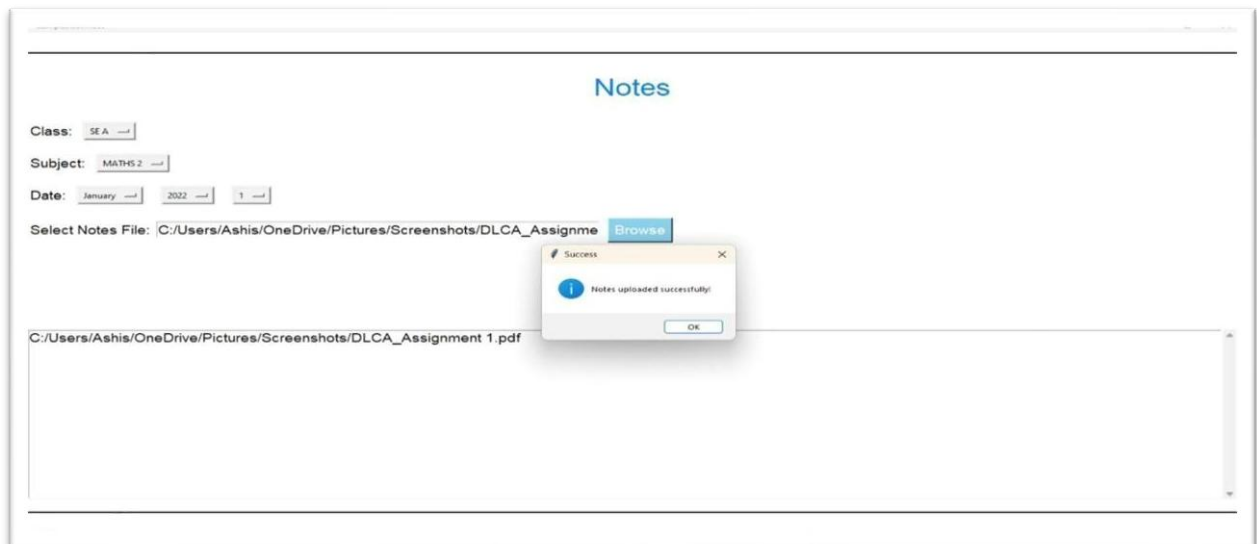 Notes
Class: SE A
Subject: MATHS 2
Date: January 2022 1
Select Notes File: C:/Users/Ashis/OneDrive/Pictures/Screenshots/DLCA_Assignme Browse
Success
Notes uploaded successfully!
OK
C:/Users/Ashis/OneDrive/Pictures/Screenshots/DLCA_Assignment 1.pdf